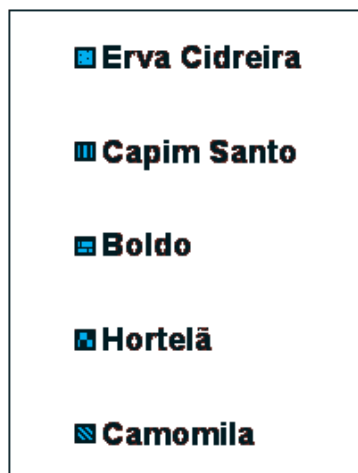 Erva Cidreira
Capim Santo
Boldo
Hortelã
Camomila